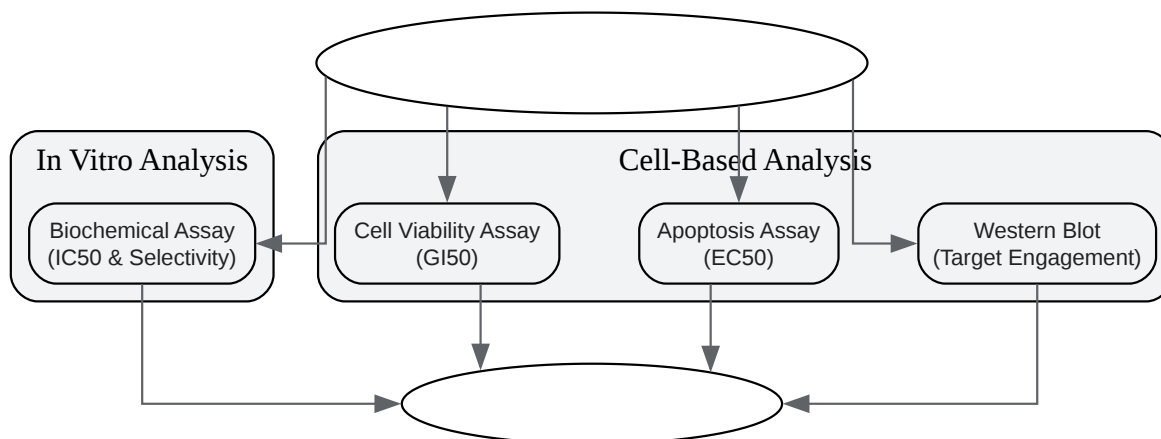 In Vitro Analysis
Cell-Based Analysis
Biochemical Assay
(IC50 & Selectivity)
Cell Viability Assay
(GI50)
Apoptosis Assay
(EC50)
Western Blot
(Target Engagement)